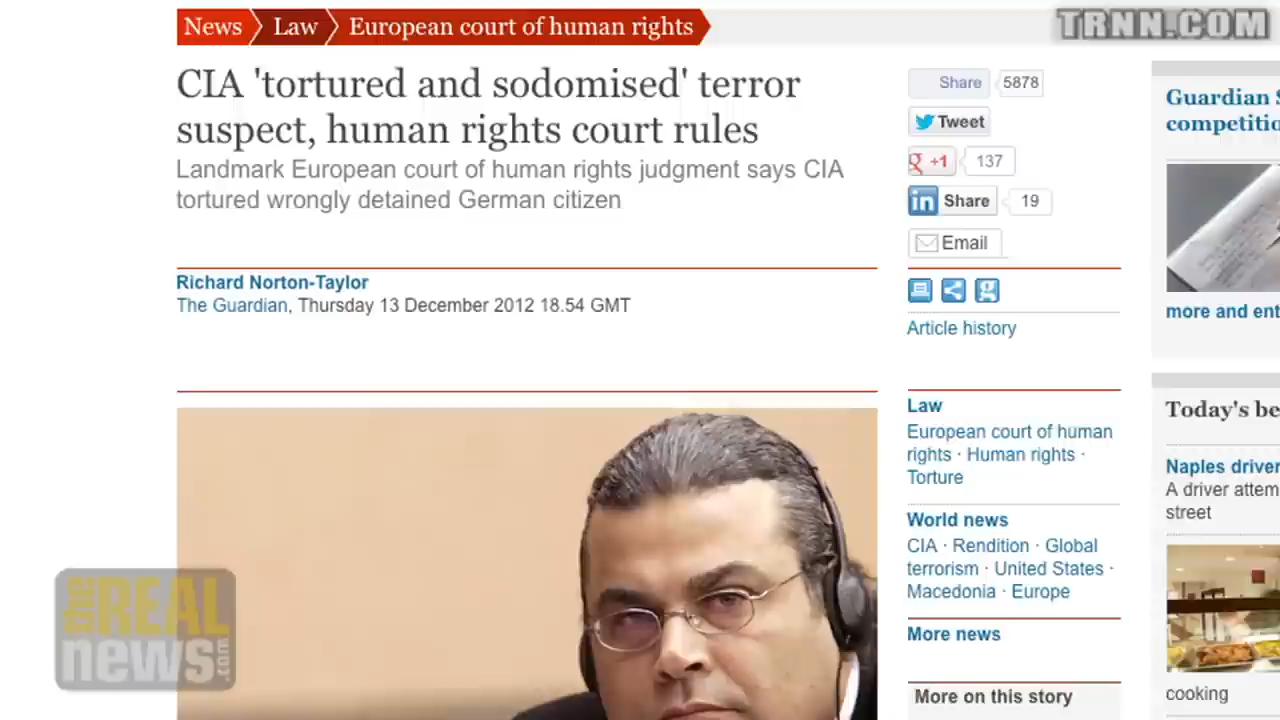 TRNN.COM
News
Law
European court of human rights
CIA 'tortured and sodomised' terror
suspect, human rights court rules
Landmark European court of human rights judgment says CIA
tortured wrongly detained German citizen
Richard Norton-Taylor
The Guardian, Thursday 13 December 2012 18.54 GMT
Share 5878
Tweet
+1 137
in Share 19
Email
Article history
Law
European court of human
rights · Human rights ·
Torture
World news
CIA · Rendition · Global
terrorism · United States ·
Macedonia · Europe
More news
More on this story
Guardian
more and
Today's
Naples driver
A driver
street
cooking
the REAL
news.com